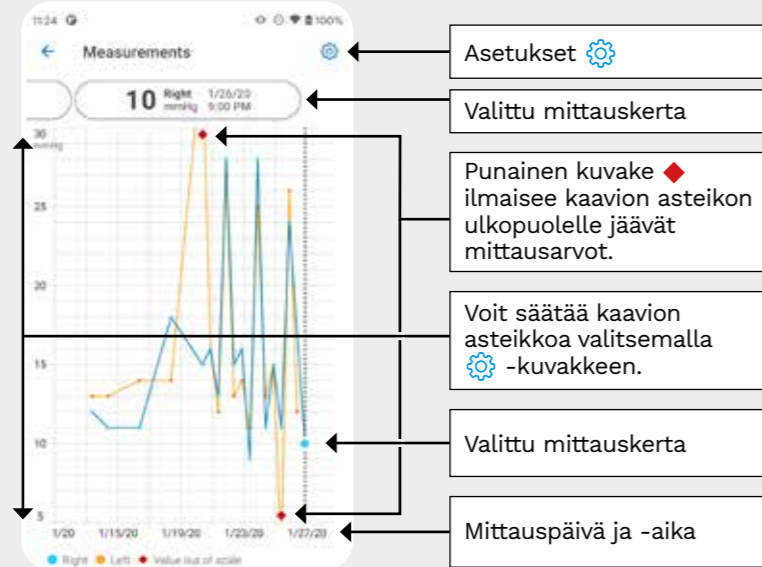 11:24
100%
Measurements
10 Right 1/26/20
mmHg 9:00 PM
30
mmHg
25
20
15
10
5
1/20 1/15/20 1/19/20 1/23/20 1/27/20
Right Left Value out of scale
Asetukset
Valittu mittauskerta
Punainen kuvake
ilmaisee kaavion asteikon
ulkopuolelle jäävät
mittausarvot.
Voit säätää kaavion
asteikkoa valitsemalla
-kuvakkeen.
Valittu mittauskerta
Mittauspäivä ja -aika